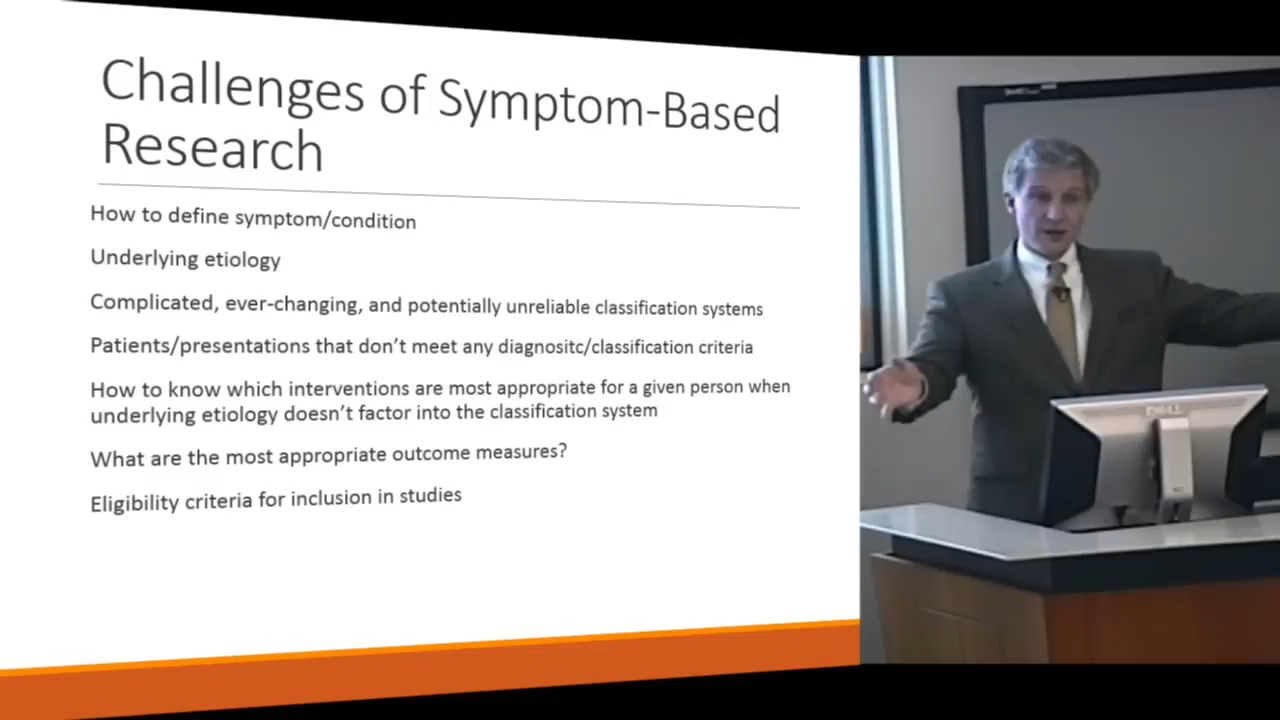 Challenges of Symptom-Based
Research
How to define symptom/condition
Underlying etiology
Complicated, ever-changing, and potentially unreliable classification systems
Patients/presentations that don't meet any diagnositc/classification criteria
How to know which interventions are most appropriate for a given person when
underlying etiology doesn't factor into the classification system
What are the most appropriate outcome measures?
Eligibility criteria for inclusion in studies
DELL